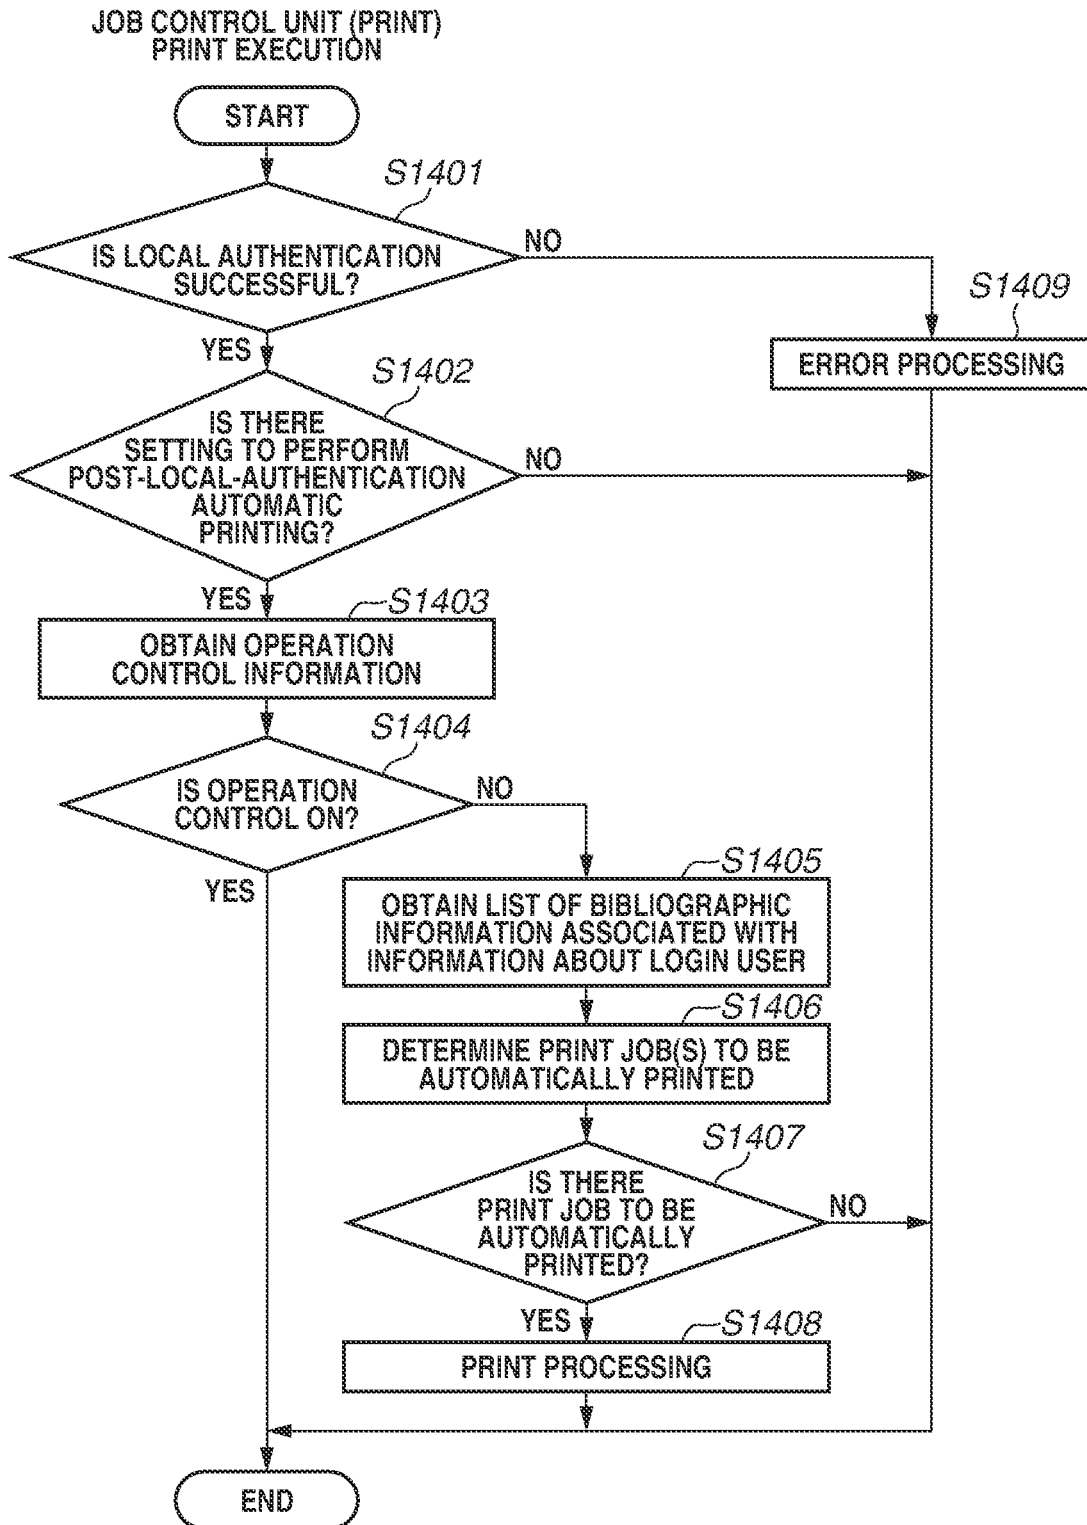 JOB CONTROL UNIT (PRINT)
PRINT EXECUTION
START
S1401
IS LOCAL AUTHENTICATION
SUCCESSFUL?
NO
YES
S1409
ERROR PROCESSING
S1402
IS THERE
SETTING TO PERFORM
POST-LOCAL-AUTHENTICATION
AUTOMATIC
PRINTING?
NO
YES
S1403
OBTAIN OPERATION
CONTROL INFORMATION
S1404
IS OPERATION
CONTROL ON?
NO
YES
S1405
OBTAIN LIST OF BIBLIOGRAPHIC
INFORMATION ASSOCIATED WITH
INFORMATION ABOUT LOGIN USER
S1406
DETERMINE PRINT JOB(S) TO BE
AUTOMATICALLY PRINTED
S1407
IS THERE
PRINT JOB TO BE
AUTOMATICALLY
PRINTED?
NO
YES
S1408
PRINT PROCESSING
END